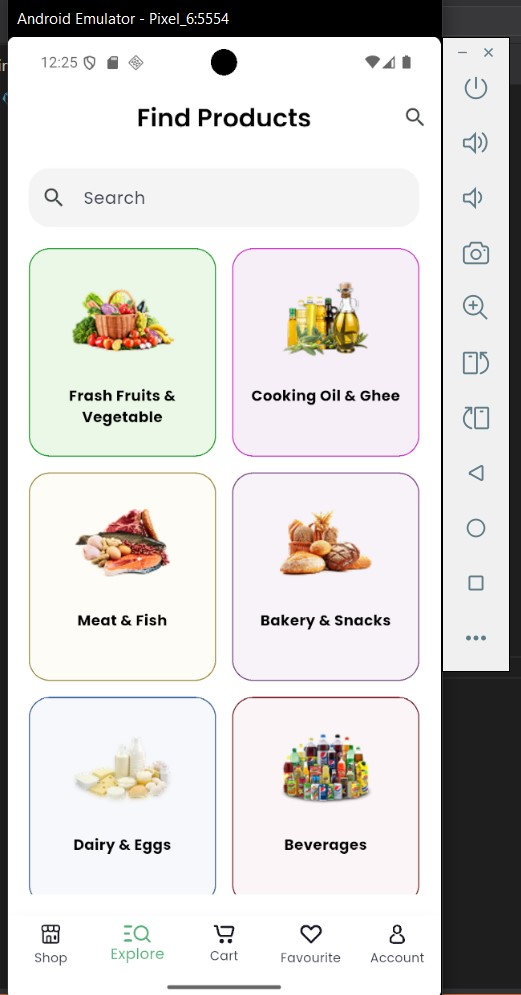 Android Emulator - Pixel_6:5554
12:25
Find Products
Search
Frash Fruits &
Vegetable
Cooking Oil & Ghee
Meat & Fish
Bakery & Snacks
Dairy & Eggs
Beverages
Shop
Explore
Cart
Favourite
Account